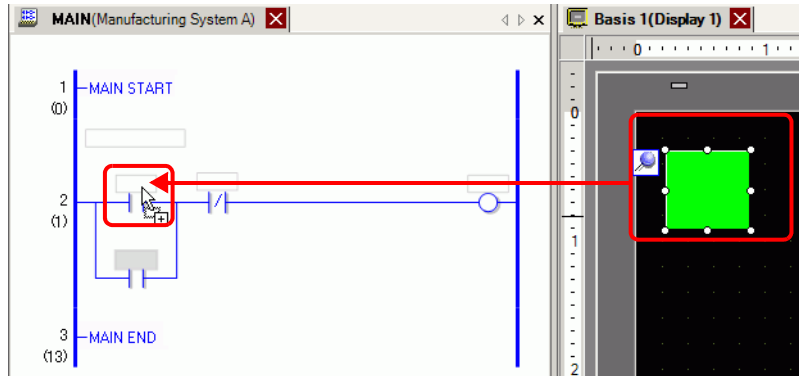 MAIN(Manufacturing System A)
Basis 1(Display 1)
0 1
1 MAIN START
(0)
0
2
(1)
1
3 MAIN END
(13)
2